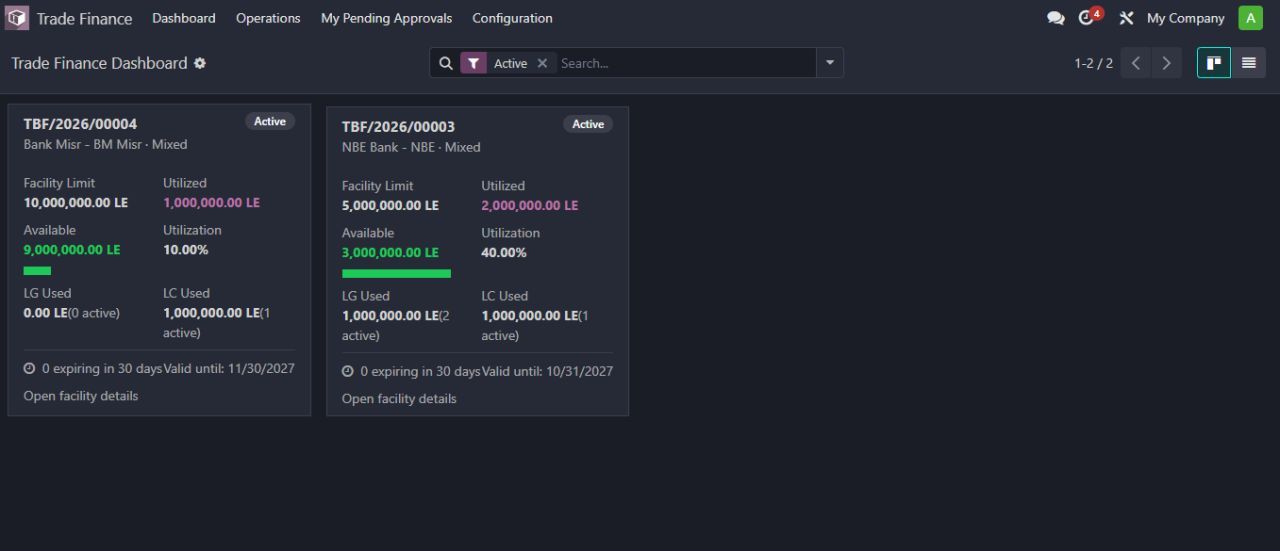 Trade Finance Dashboard Operations My Pending Approvals Configuration 4 My Company A
Trade Finance Dashboard Active Search... 1-2 / 2
TBF/2026/00004 Active
Bank Misr - BM Misr · Mixed
Facility Limit Utilized
10,000,000.00 LE 1,000,000.00 LE
Available Utilization
9,000,000.00 LE 10.00%
LG Used LC Used
0.00 LE(0 active) 1,000,000.00 LE(1
active)
0 expiring in 30 days Valid until: 11/30/2027
Open facility details
TBF/2026/00003 Active
NBE Bank - NBE · Mixed
Facility Limit Utilized
5,000,000.00 LE 2,000,000.00 LE
Available Utilization
3,000,000.00 LE 40.00%
LG Used LC Used
1,000,000.00 LE(2 1,000,000.00 LE(1
active) active)
0 expiring in 30 days Valid until: 10/31/2027
Open facility details